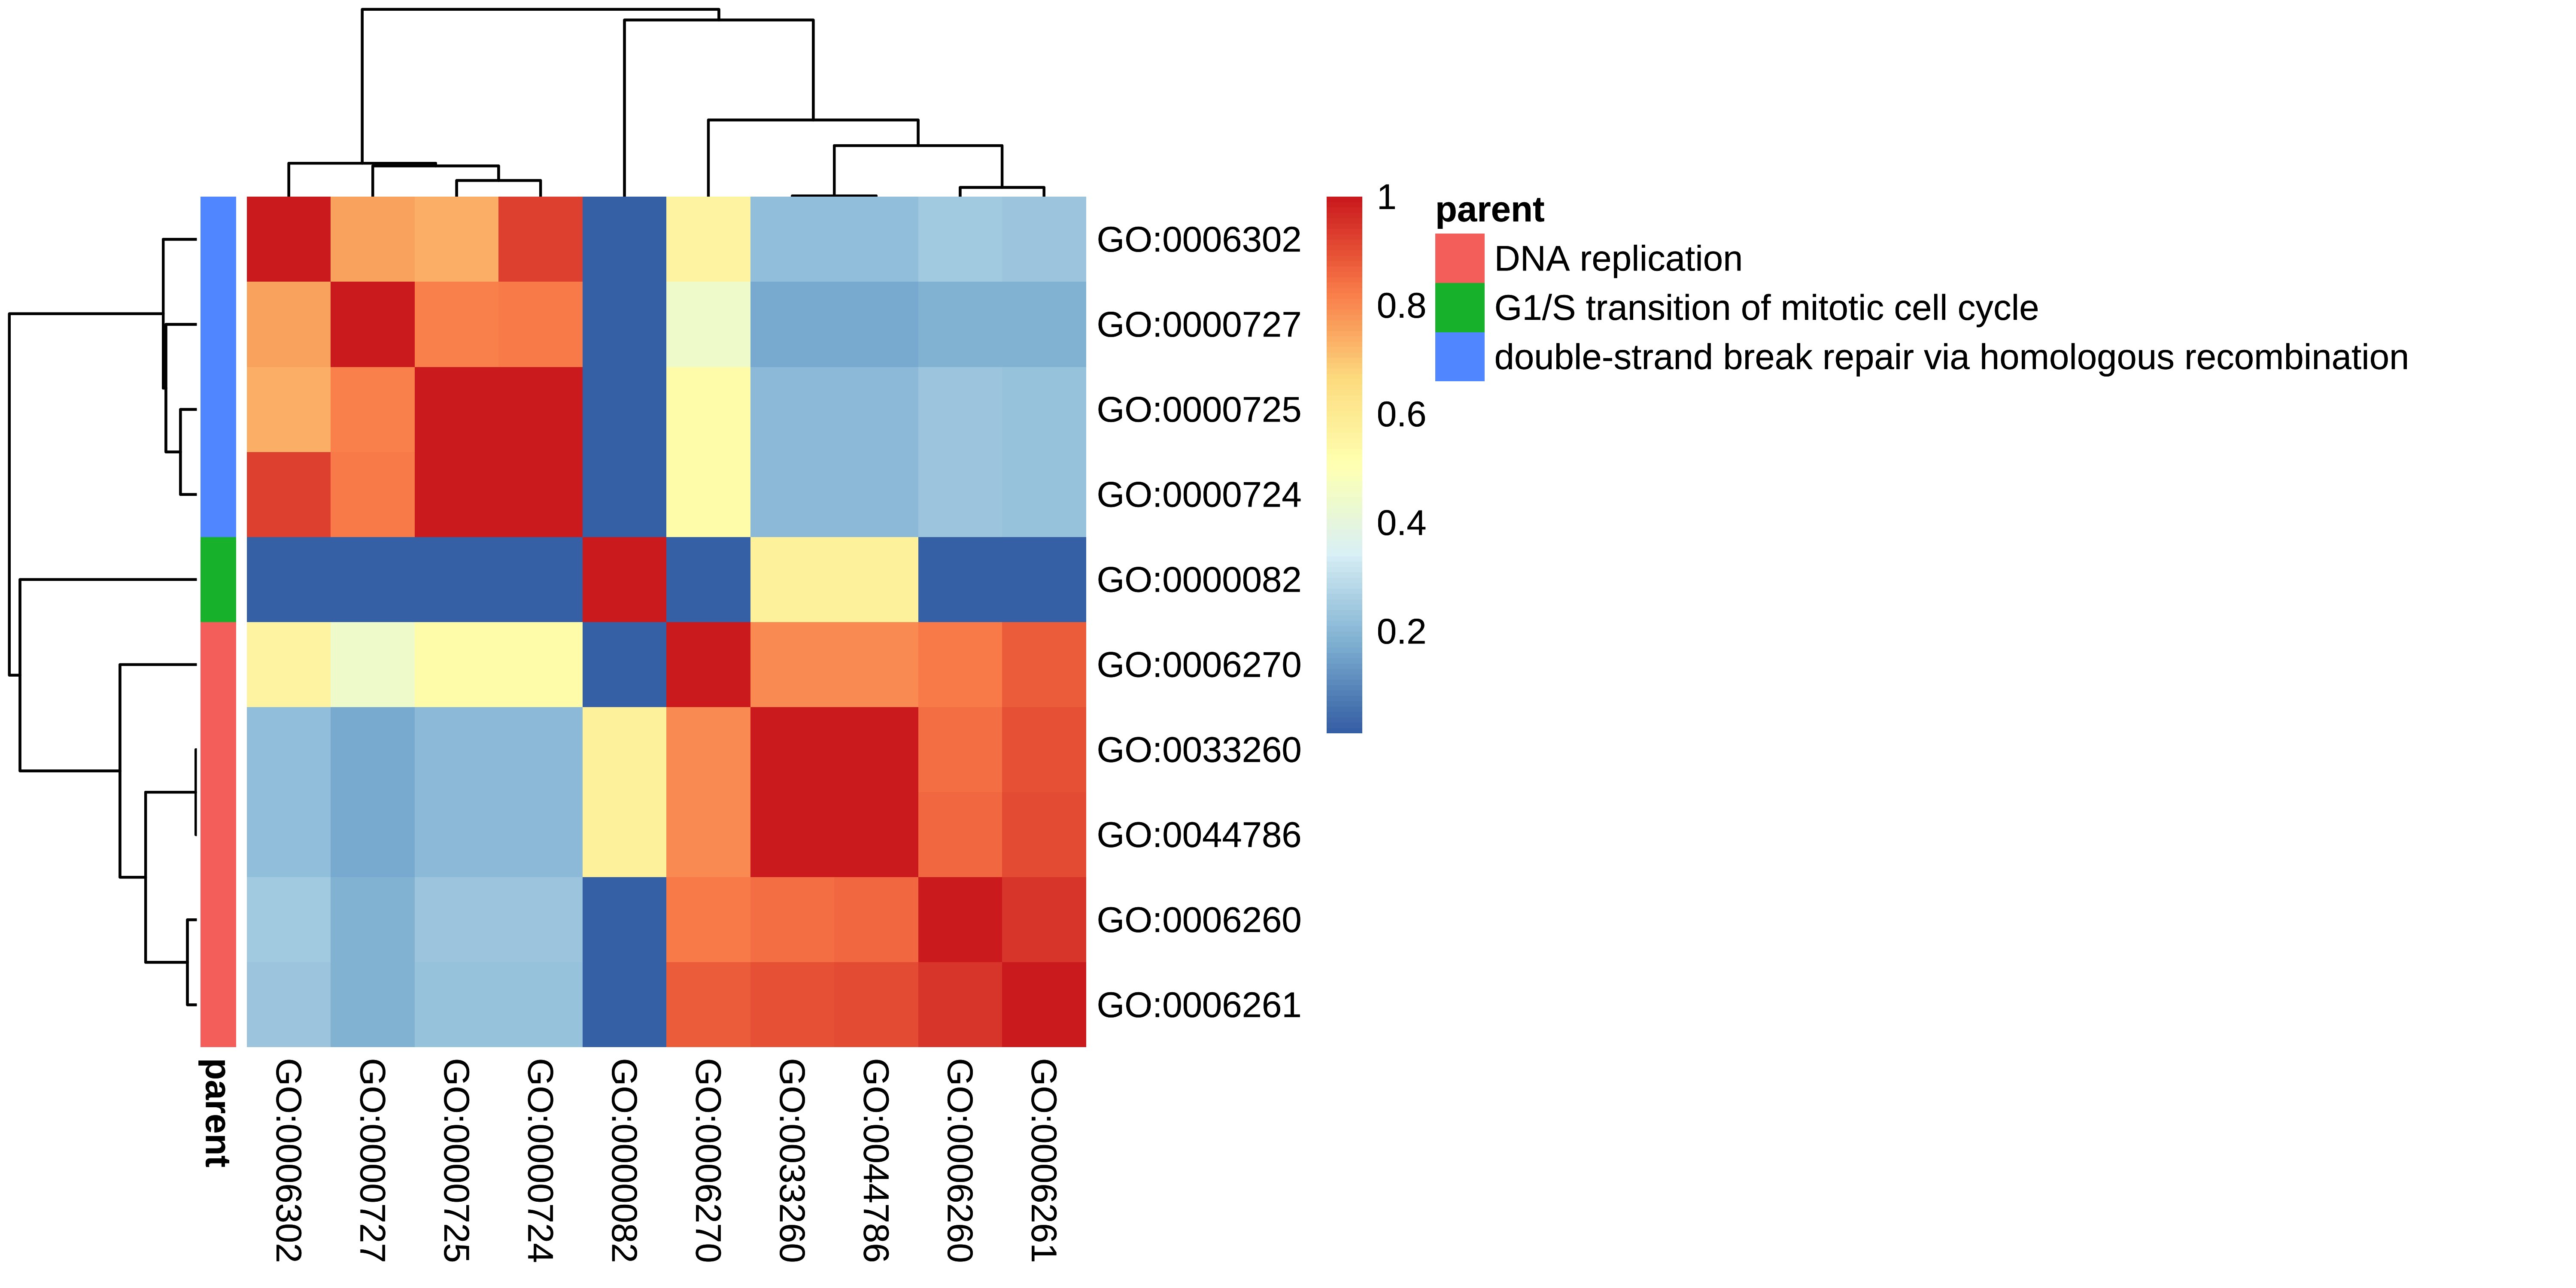 GO:0006302
GO:0000727
GO:0000725
GO:0000724
GO:0000082
GO:0006270
GO:0033260
GO:0044786
GO:0006260
GO:0006261
1
0.8
0.6
0.4
0.2
parent
DNA replication
G1/S transition of mitotic cell cycle
double-strand break repair via homologous recombination
parent
GO:0006302
GO:0000727
GO:0000725
GO:0000724
GO:0000082
GO:0006270
GO:0033260
GO:0044786
GO:0006260
GO:0006261